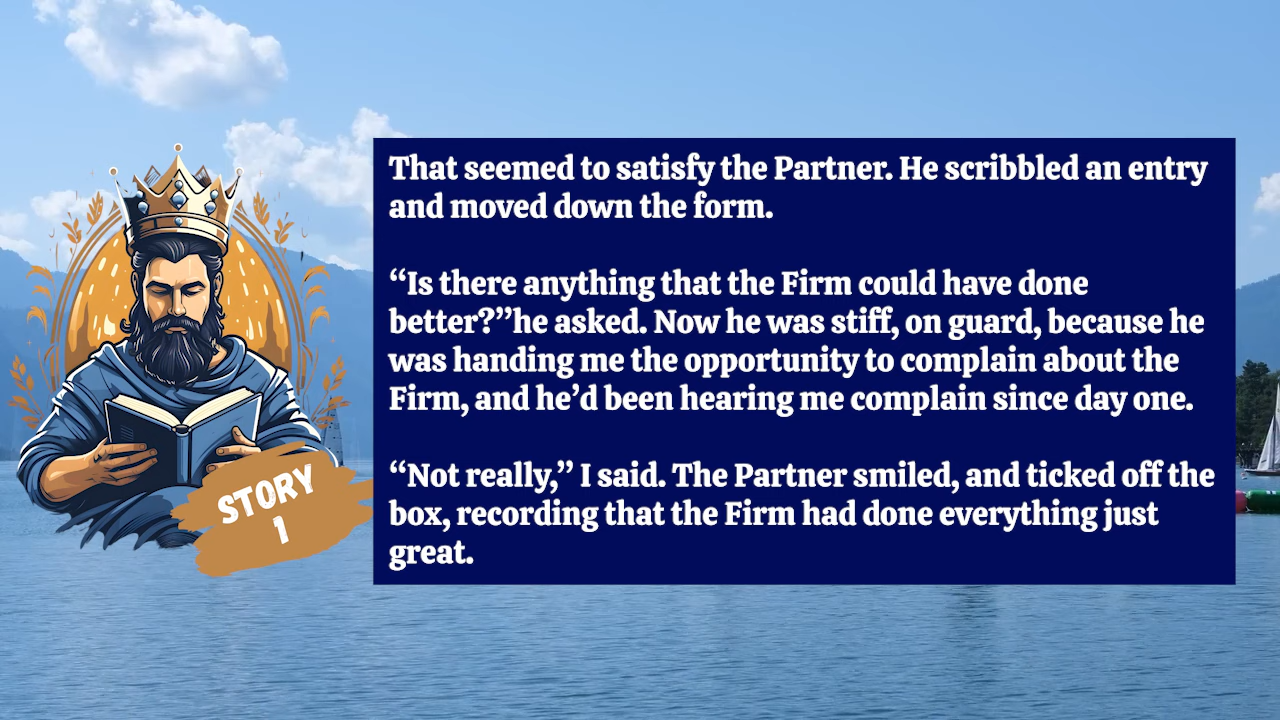 That seemed to satisfy the Partner. He scribbled an entry
and moved down the form.
“Is there anything that the Firm could have done
better?”he asked. Now he was stiff, on guard, because he
was handing me the opportunity to complain about the
Firm, and he’d been hearing me complain since day one.
“Not really,” I said. The Partner smiled, and ticked off the
box, recording that the Firm had done everything just
great.
STORY
1